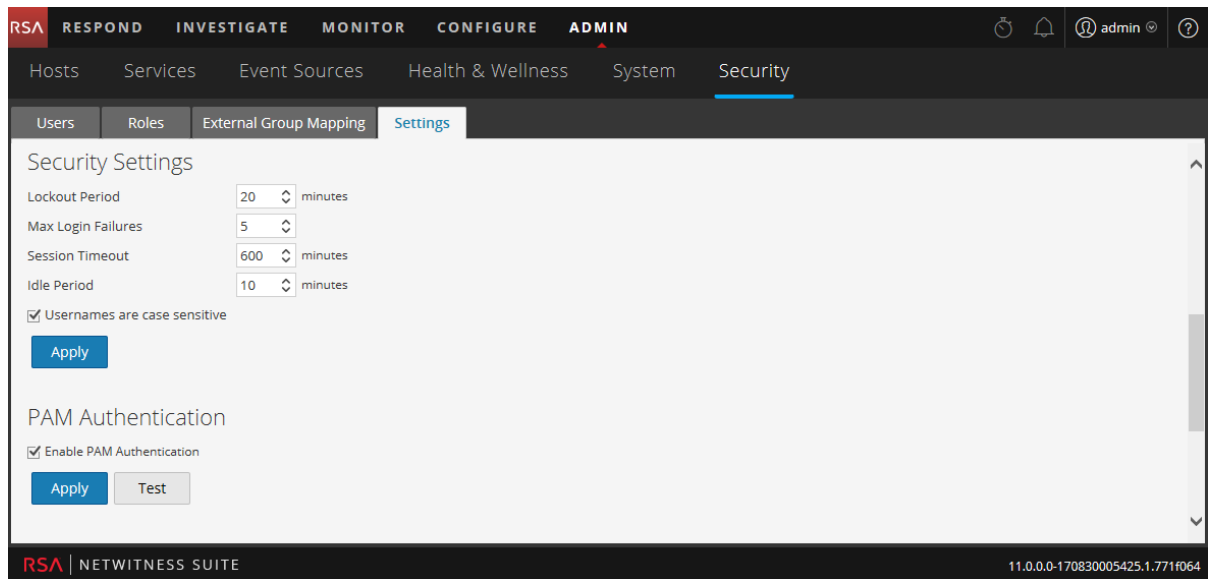 RSA RESPOND INVESTIGATE MONITOR CONFIGURE ADMIN admin ?
Hosts Services Event Sources Health & Wellness System Security
Users Roles External Group Mapping Settings
Security Settings
Lockout Period 20 minutes
Max Login Failures 5
Session Timeout 600 minutes
Idle Period 10 minutes
Usernames are case sensitive
Apply
PAM Authentication
Enable PAM Authentication
Apply Test
RSA NETWITNESS SUITE 11.0.0.0-170830005425.1.771f064